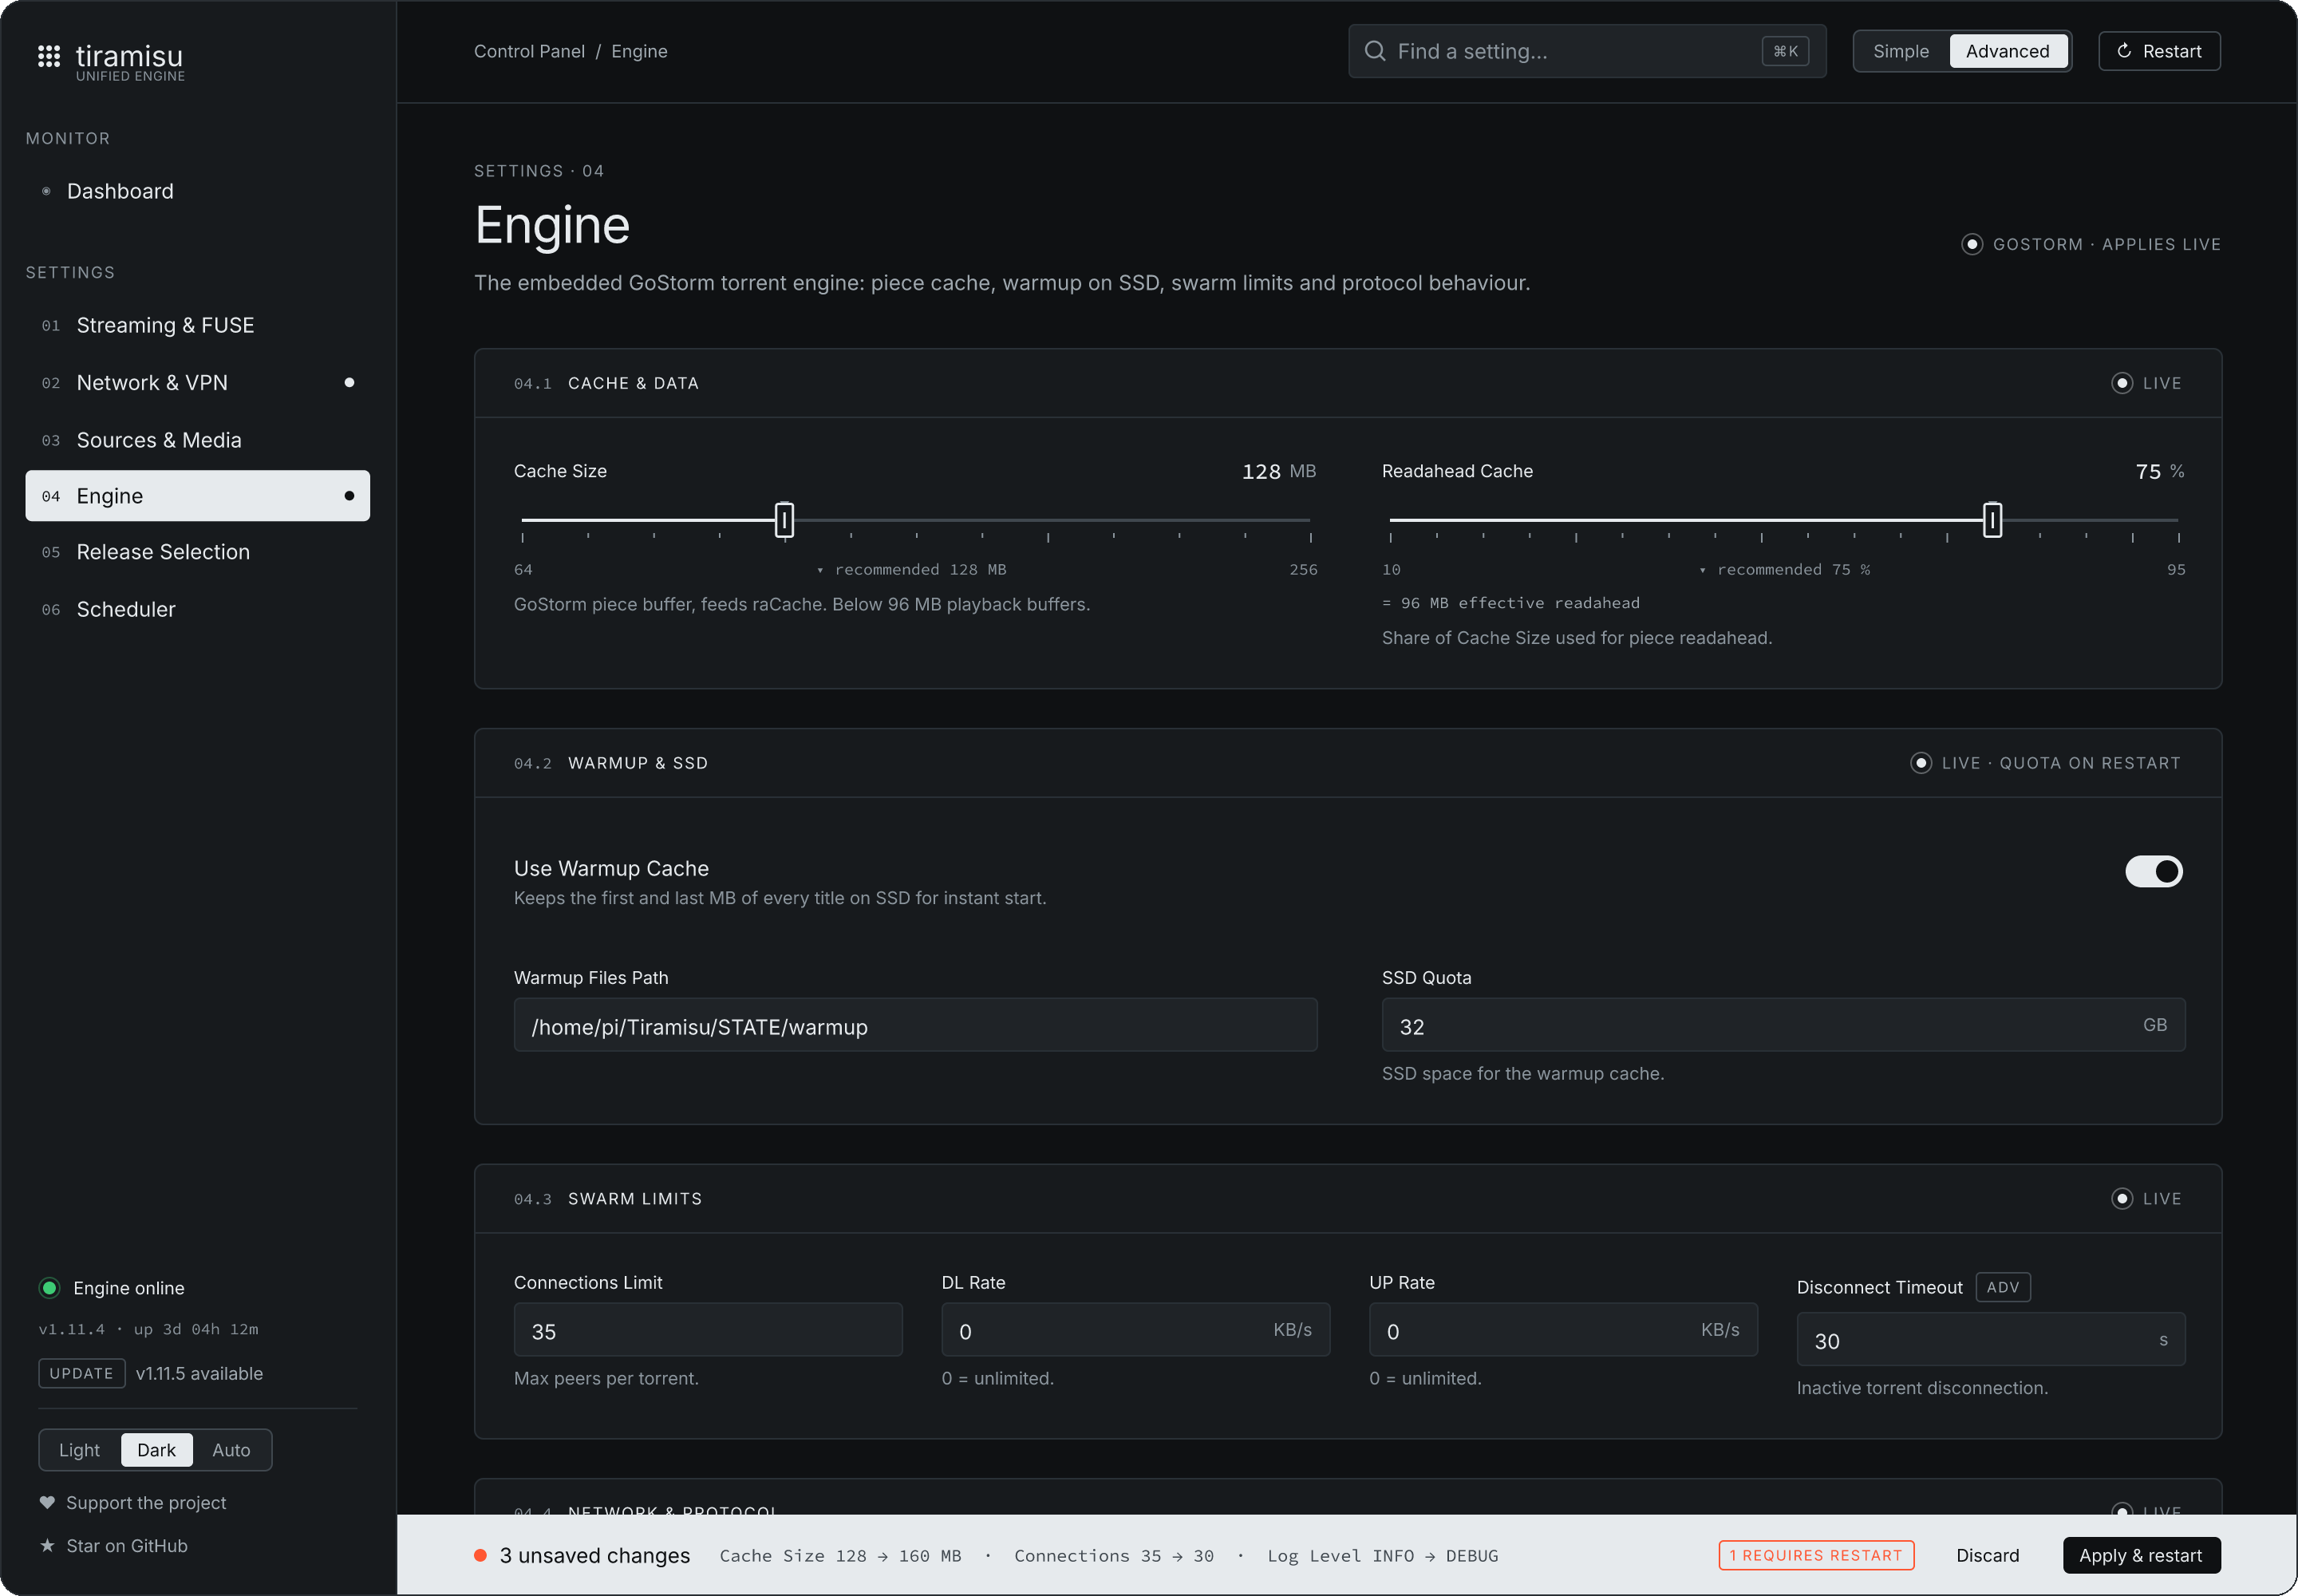 tiramisu
UNIFIED ENGINE
MONITOR
Dashboard
SETTINGS
01 Streaming & FUSE
02 Network & VPN
03 Sources & Media
04 Engine
05 Release Selection
06 Scheduler
Engine online
v1.11.4 · up 3d 04h 12m
UPDATE v1.11.5 available
Light Dark Auto
Support the project
Star on GitHub
Control Panel / Engine
Find a setting... ⌘K
Simple Advanced
Restart
SETTINGS · 04
Engine
GOSTORM · APPLIES LIVE
The embedded GoStorm torrent engine: piece cache, warmup on SSD, swarm limits and protocol behaviour.
04.1 CACHE & DATA LIVE
Cache Size 128 MB
64 ▾ recommended 128 MB 256
GoStorm piece buffer, feeds raCache. Below 96 MB playback buffers.
Readahead Cache 75 %
10 ▾ recommended 75 % 95
= 96 MB effective readahead
Share of Cache Size used for piece readahead.
04.2 WARMUP & SSD LIVE · QUOTA ON RESTART
Use Warmup Cache
Keeps the first and last MB of every title on SSD for instant start.
Warmup Files Path
/home/pi/Tiramisu/STATE/warmup
SSD Quota
32 GB
SSD space for the warmup cache.
04.3 SWARM LIMITS LIVE
Connections Limit
35
Max peers per torrent.
DL Rate
0 KB/s
0 = unlimited.
UP Rate
0 KB/s
0 = unlimited.
Disconnect Timeout ADV
30 s
Inactive torrent disconnection.
04.4 NETWORK & PROTOCOL LIVE
3 unsaved changes Cache Size 128 → 160 MB · Connections 35 → 30 · Log Level INFO → DEBUG
1 REQUIRES RESTART Discard Apply & restart